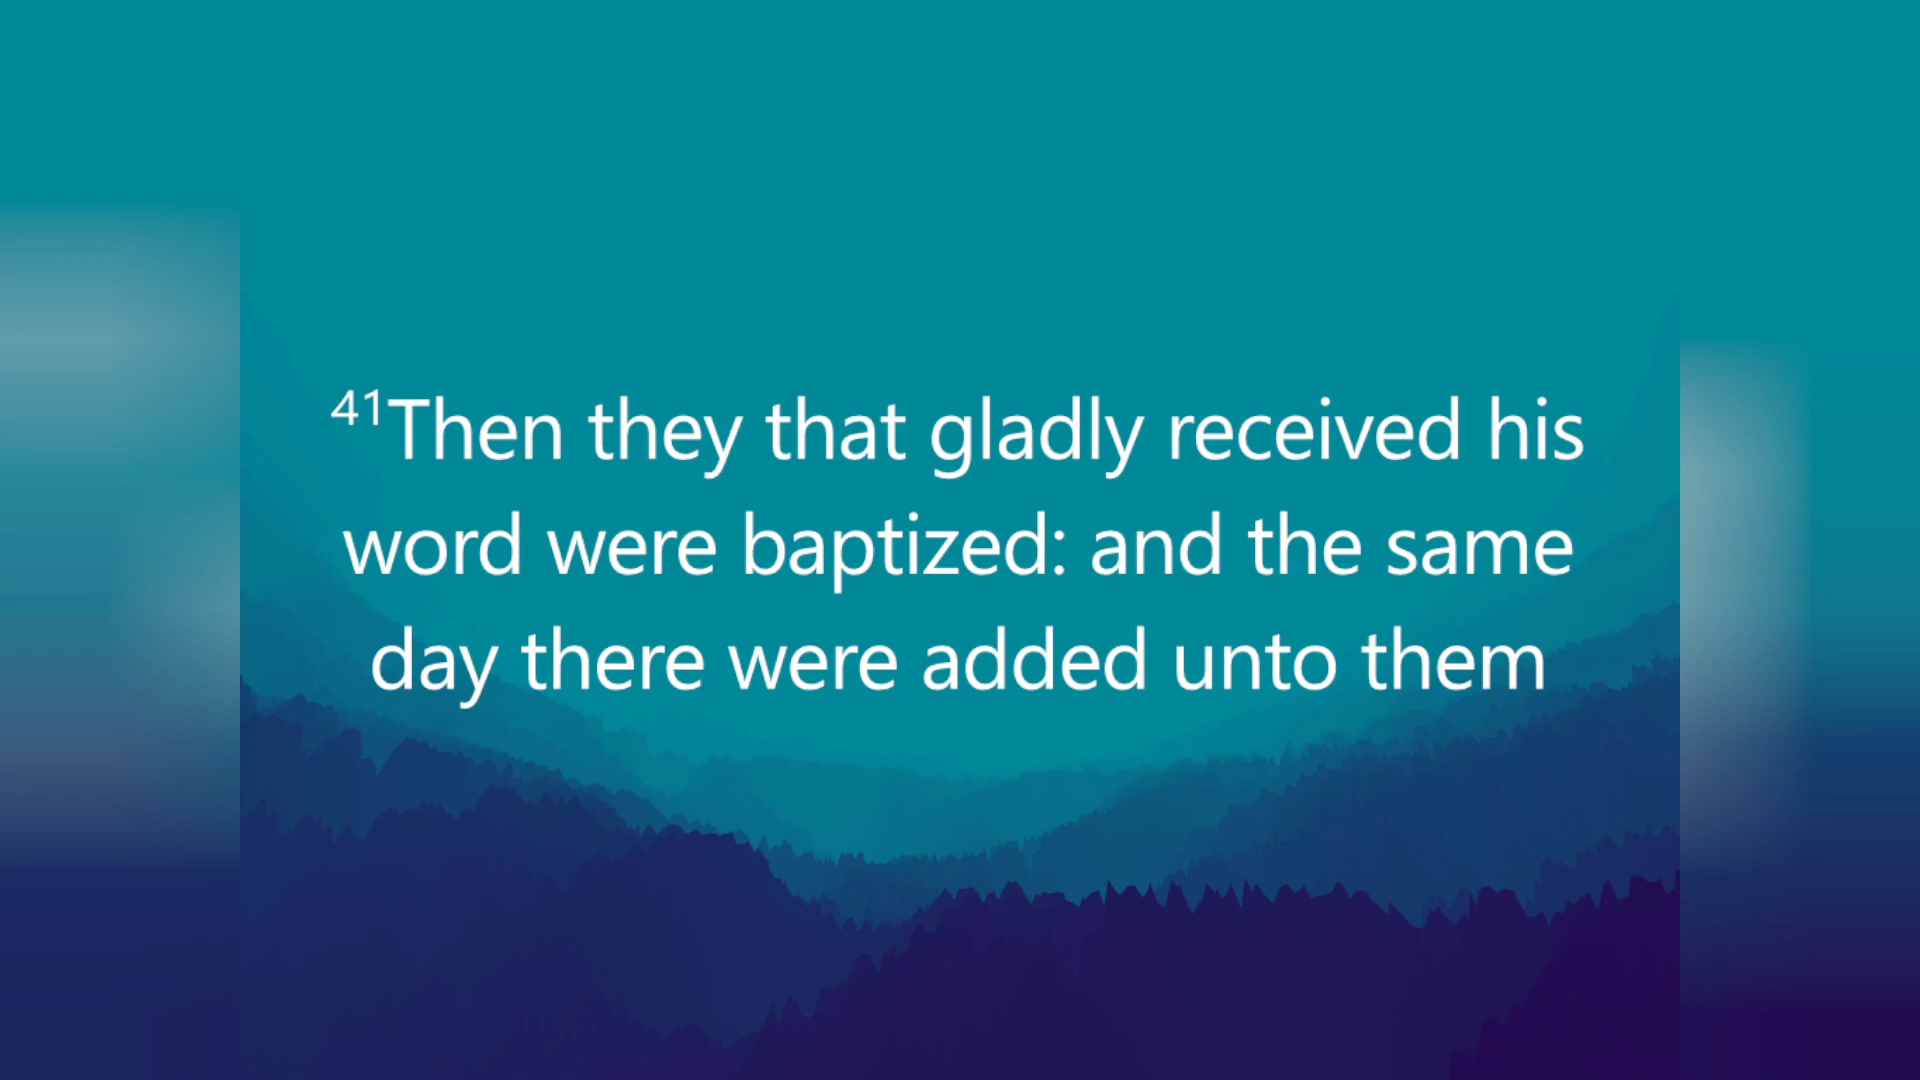 41Then they that gladly received his
word were baptized: and the same
day there were added unto them